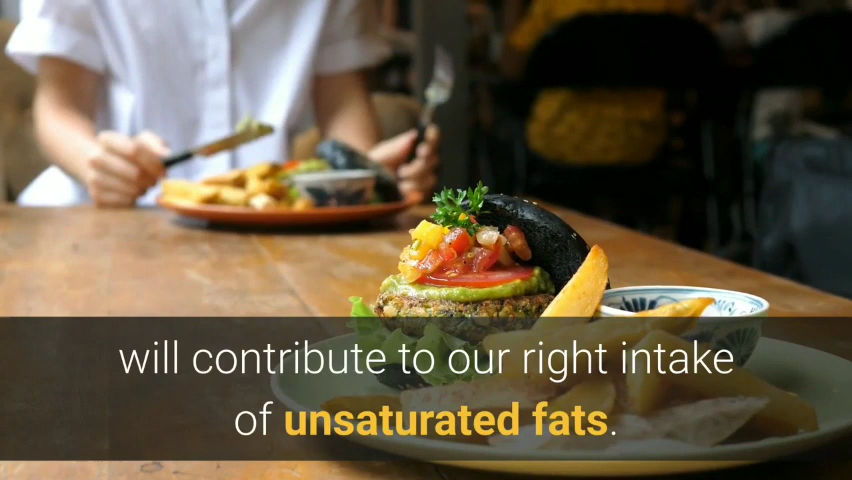 will contribute to our right intake
of unsaturated fats.